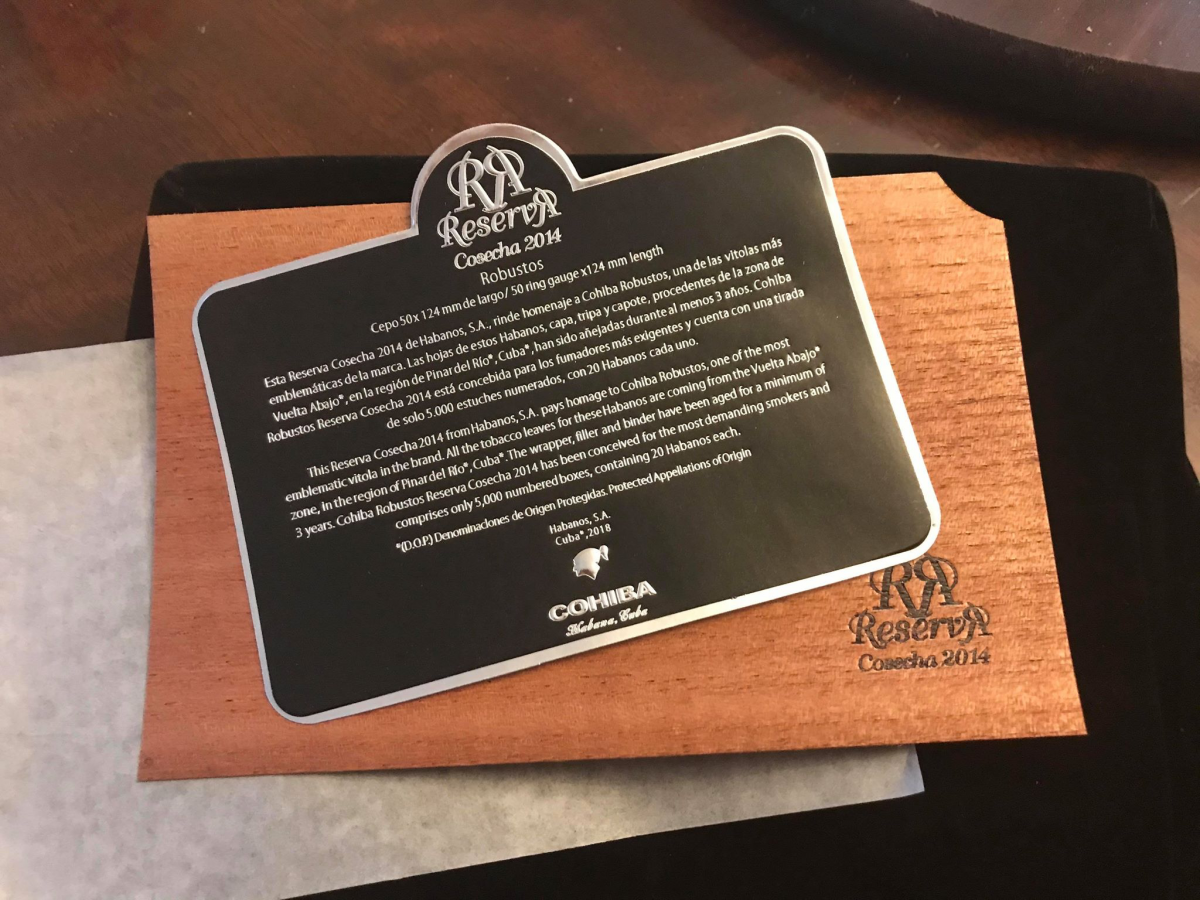 RR
ReservA
Cosecha 2014
Robustos
Cepo 50 x 124 mm de largo / 50 ring gauge x 124 mm length
Esta Reserva Cosecha 2014 de Habanos, S.A., rinde homenaje a Cohiba Robustos, una de las vitolas más
emblemáticas de la marca. Las hojas de estos Habanos, capa, tripa y capote, procedentes de la zona de
Vuelta Abajo*, en la región de Pinar del Río*, Cuba*, han sido añejadas durante al menos 3 años. Cohiba
Robustos Reserva Cosecha 2014 está concebida para los fumadores más exigentes y cuenta con una tirada
de solo 5.000 estuches numerados, con 20 Habanos cada uno.
This Reserva Cosecha 2014 from Habanos, S.A. pays homage to Cohiba Robustos, one of the most
emblematic vitola in the brand. All the tobacco leaves for these Habanos are coming from the Vuelta Abajo*
zone, in the region of Pinar del Río*, Cuba*. The wrapper, filler and binder have been aged for a minimum of
3 years. Cohiba Robustos Reserva Cosecha 2014 has been conceived for the most demanding smokers and
comprises only 5,000 numbered boxes, containing 20 Habanos each.
*(D.O.P.) Denominaciones de Origen Protegidas. Protected Appellations of Origin
Habanos, S.A.
Cuba*, 2018
COHIBA
Habana, Cuba
RR
ReservA
Cosecha 2014